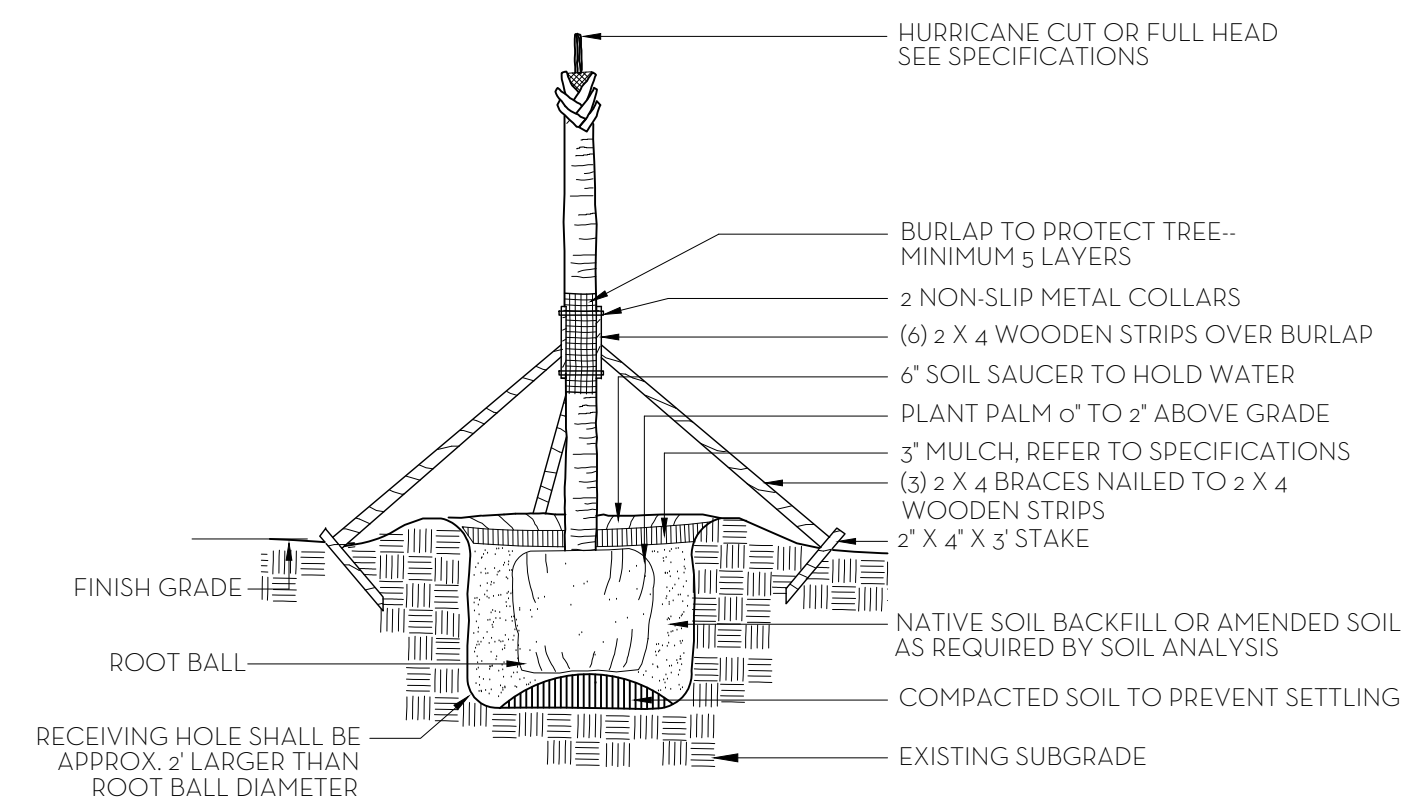 HURRICANE CUT OR FULL HEAD
SEE SPECIFICATIONS
BURLAP TO PROTECT TREE--
MINIMUM 5 LAYERS
2 NON-SLIP METAL COLLARS
(6) 2 X 4 WOODEN STRIPS OVER BURLAP
6" SOIL SAUCER TO HOLD WATER
PLANT PALM 0" TO 2" ABOVE GRADE
3" MULCH, REFER TO SPECIFICATIONS
(3) 2 X 4 BRACES NAILED TO 2 X 4
WOODEN STRIPS
2" X 4" X 3' STAKE
FINISH GRADE
NATIVE SOIL BACKFILL OR AMENDED SOIL
AS REQUIRED BY SOIL ANALYSIS
ROOT BALL
COMPACTED SOIL TO PREVENT SETTLING
RECEIVING HOLE SHALL BE
APPROX. 2' LARGER THAN
ROOT BALL DIAMETER
EXISTING SUBGRADE